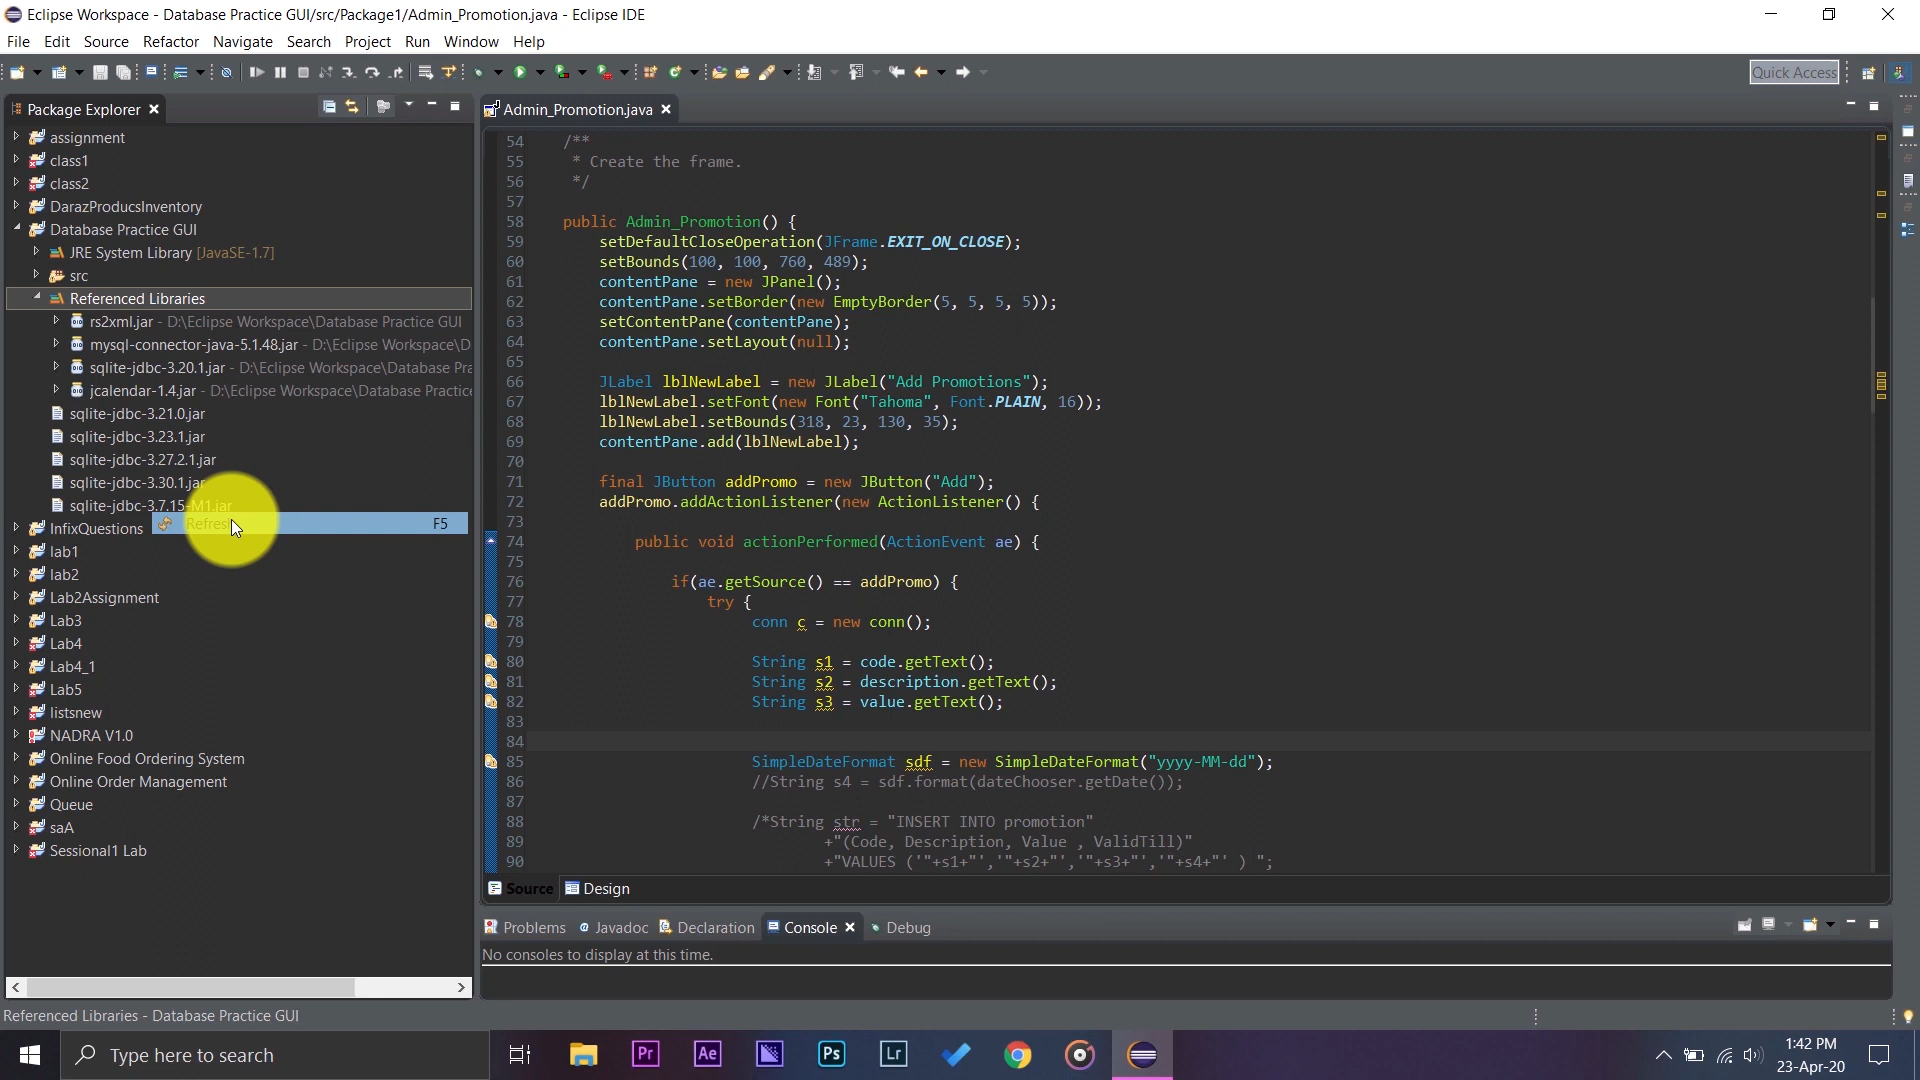 Eclipse Workspace - Database Practice GUI/src/Package1/Admin_Promotion.java - Eclipse IDE
File Edit Source Refactor Navigate Search Project Run Window Help
Quick Access
Package Explorer
assignment
class1
class2
DarazProducsInventory
Database Practice GUI
JRE System Library [JavaSE-1.7]
src
Referenced Libraries
rs2xml.jar - D:\Eclipse Workspace\Database Practice GUI
mysql-connector-java-5.1.48.jar - D:\Eclipse Workspace\D
sqlite-jdbc-3.20.1.jar - D:\Eclipse Workspace\Database Pra
jcalendar-1.4.jar - D:\Eclipse Workspace\Database Practice
sqlite-jdbc-3.21.0.jar
sqlite-jdbc-3.23.1.jar
sqlite-jdbc-3.27.2.1.jar
sqlite-jdbc-3.30.1.jar
sqlite-jdbc-3.7.15-M1.jar
Refresh F5
InfixQuestions
lab1
lab2
Lab2Assignment
Lab3
Lab4
Lab4_1
Lab5
listsnew
NADRA V1.0
Online Food Ordering System
Online Order Management
Queue
saA
Sessional1 Lab
Admin_Promotion.java
54 /**
55 * Create the frame.
56 */
57
58 public Admin_Promotion() {
59 setDefaultCloseOperation(JFrame.EXIT_ON_CLOSE);
60 setBounds(100, 100, 760, 489);
61 contentPane = new JPanel();
62 contentPane.setBorder(new EmptyBorder(5, 5, 5, 5));
63 setContentPane(contentPane);
64 contentPane.setLayout(null);
65
66 JLabel lblNewLabel = new JLabel("Add Promotions");
67 lblNewLabel.setFont(new Font("Tahoma", Font.PLAIN, 16));
68 lblNewLabel.setBounds(318, 23, 130, 35);
69 contentPane.add(lblNewLabel);
70
71 final JButton addPromo = new JButton("Add");
72 addPromo.addActionListener(new ActionListener() {
73
74 public void actionPerformed(ActionEvent ae) {
75
76 if(ae.getSource() == addPromo) {
77 try {
78 conn c = new conn();
79
80 String s1 = code.getText();
81 String s2 = description.getText();
82 String s3 = value.getText();
83
84
85 SimpleDateFormat sdf = new SimpleDateFormat("yyyy-MM-dd");
86 //String s4 = sdf.format(dateChooser.getDate());
87
88 /*String str = "INSERT INTO promotion"
89 +"(Code, Description, Value , ValidTill)"
90 +"VALUES ('"+s1+"','"+s2+"','"+s3+"','"+s4+"' ) ";
Source Design
Problems Javadoc Declaration Console Debug
No consoles to display at this time.
Referenced Libraries - Database Practice GUI
Type here to search
Pr Ae Ps Lr
1:42 PM
23-Apr-20